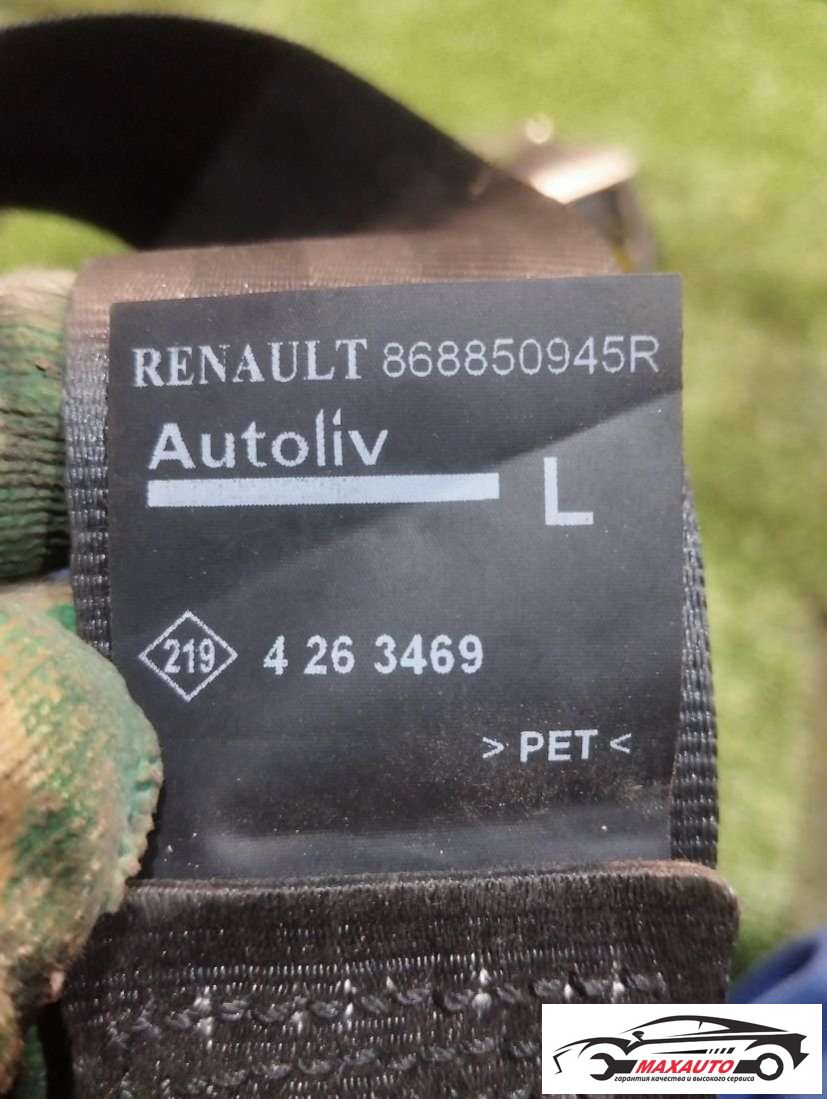 RENAULT 868850945R
Autoliv
L
219 4 26 3469
> PET <
MAXAUTO
гарантия качества и высокого сервиса